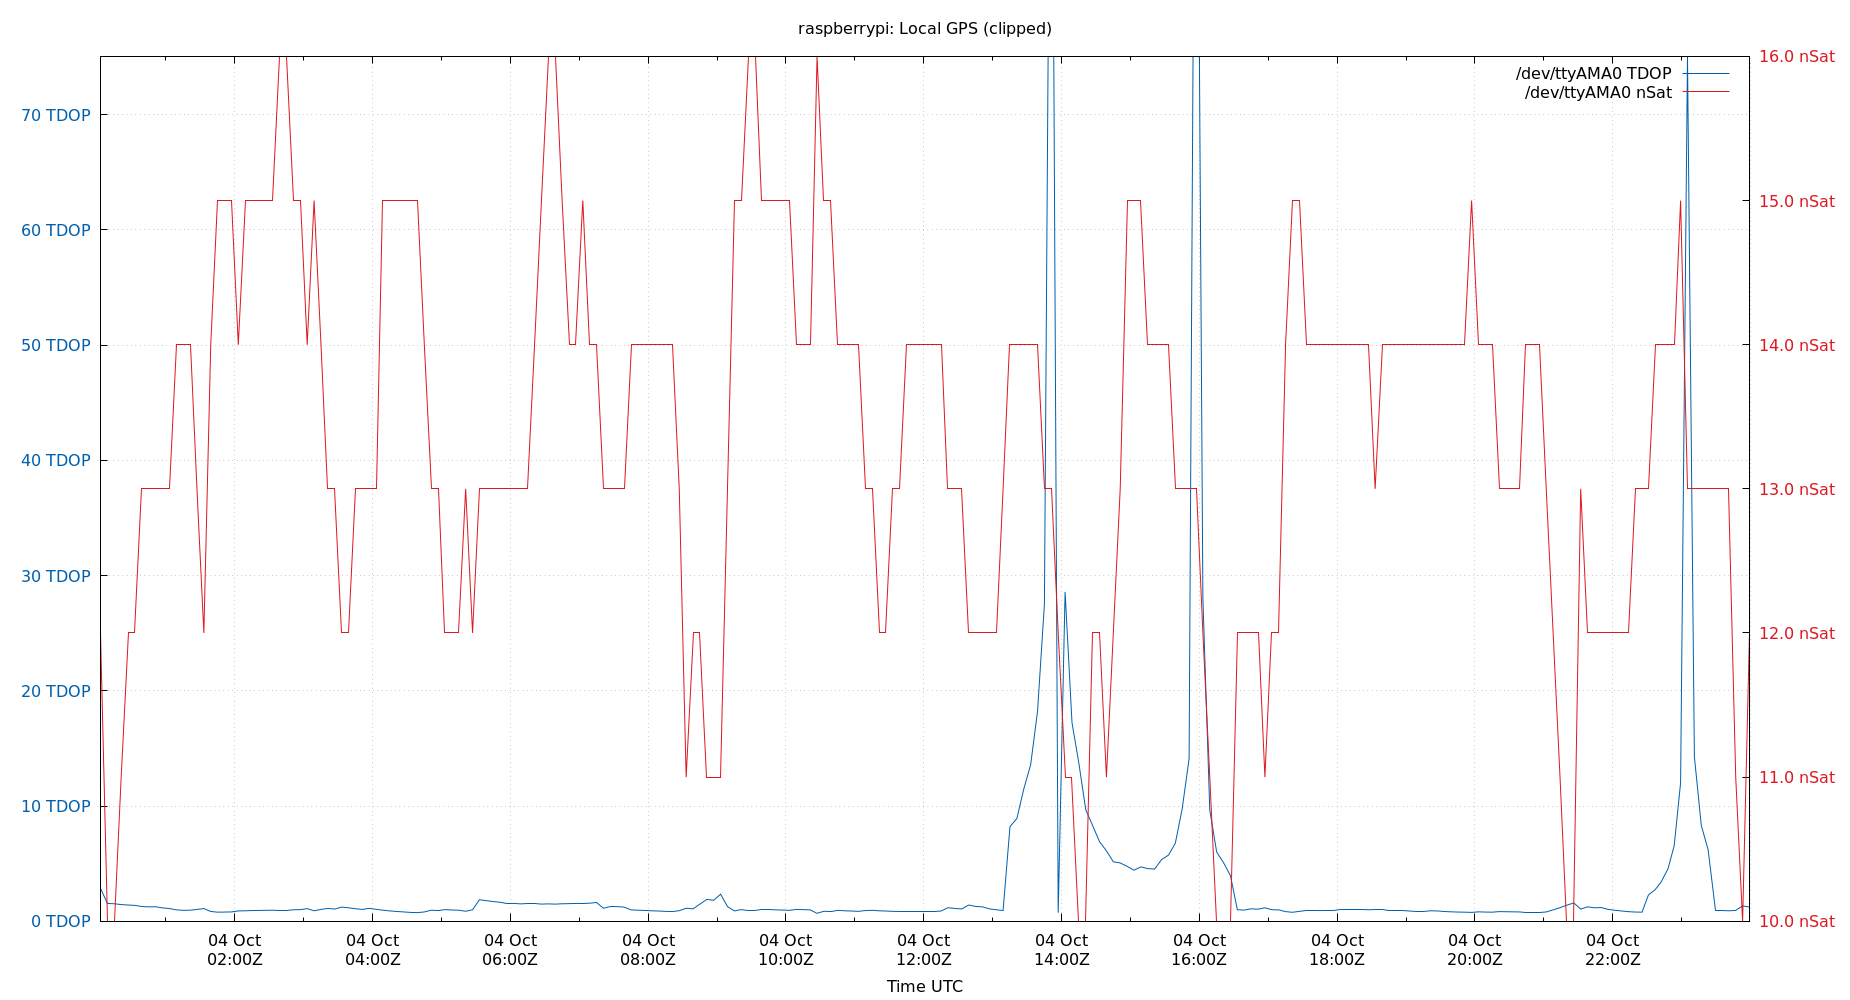 raspberrypi: Local GPS (clipped)
16.0 nSat
/dev/ttyAMA0 TDOP
/dev/ttyAMA0 nSat
70 TDOP
15.0 nSat
60 TDOP
50 TDOP
14.0 nSat
40 TDOP
13.0 nSat
30 TDOP
12.0 nSat
20 TDOP
11.0 nSat
10 TDOP
0 TDOP
10.0 nSat
04 Oct 04 Oct 04 Oct 04 Oct 04 Oct 04 Oct 04 Oct 04 Oct 04 Oct 04 Oct 04 Oct
02:00Z 04:00Z 06:00Z 08:00Z 10:00Z 12:00Z 14:00Z 16:00Z 18:00Z 20:00Z 22:00Z
Time UTC